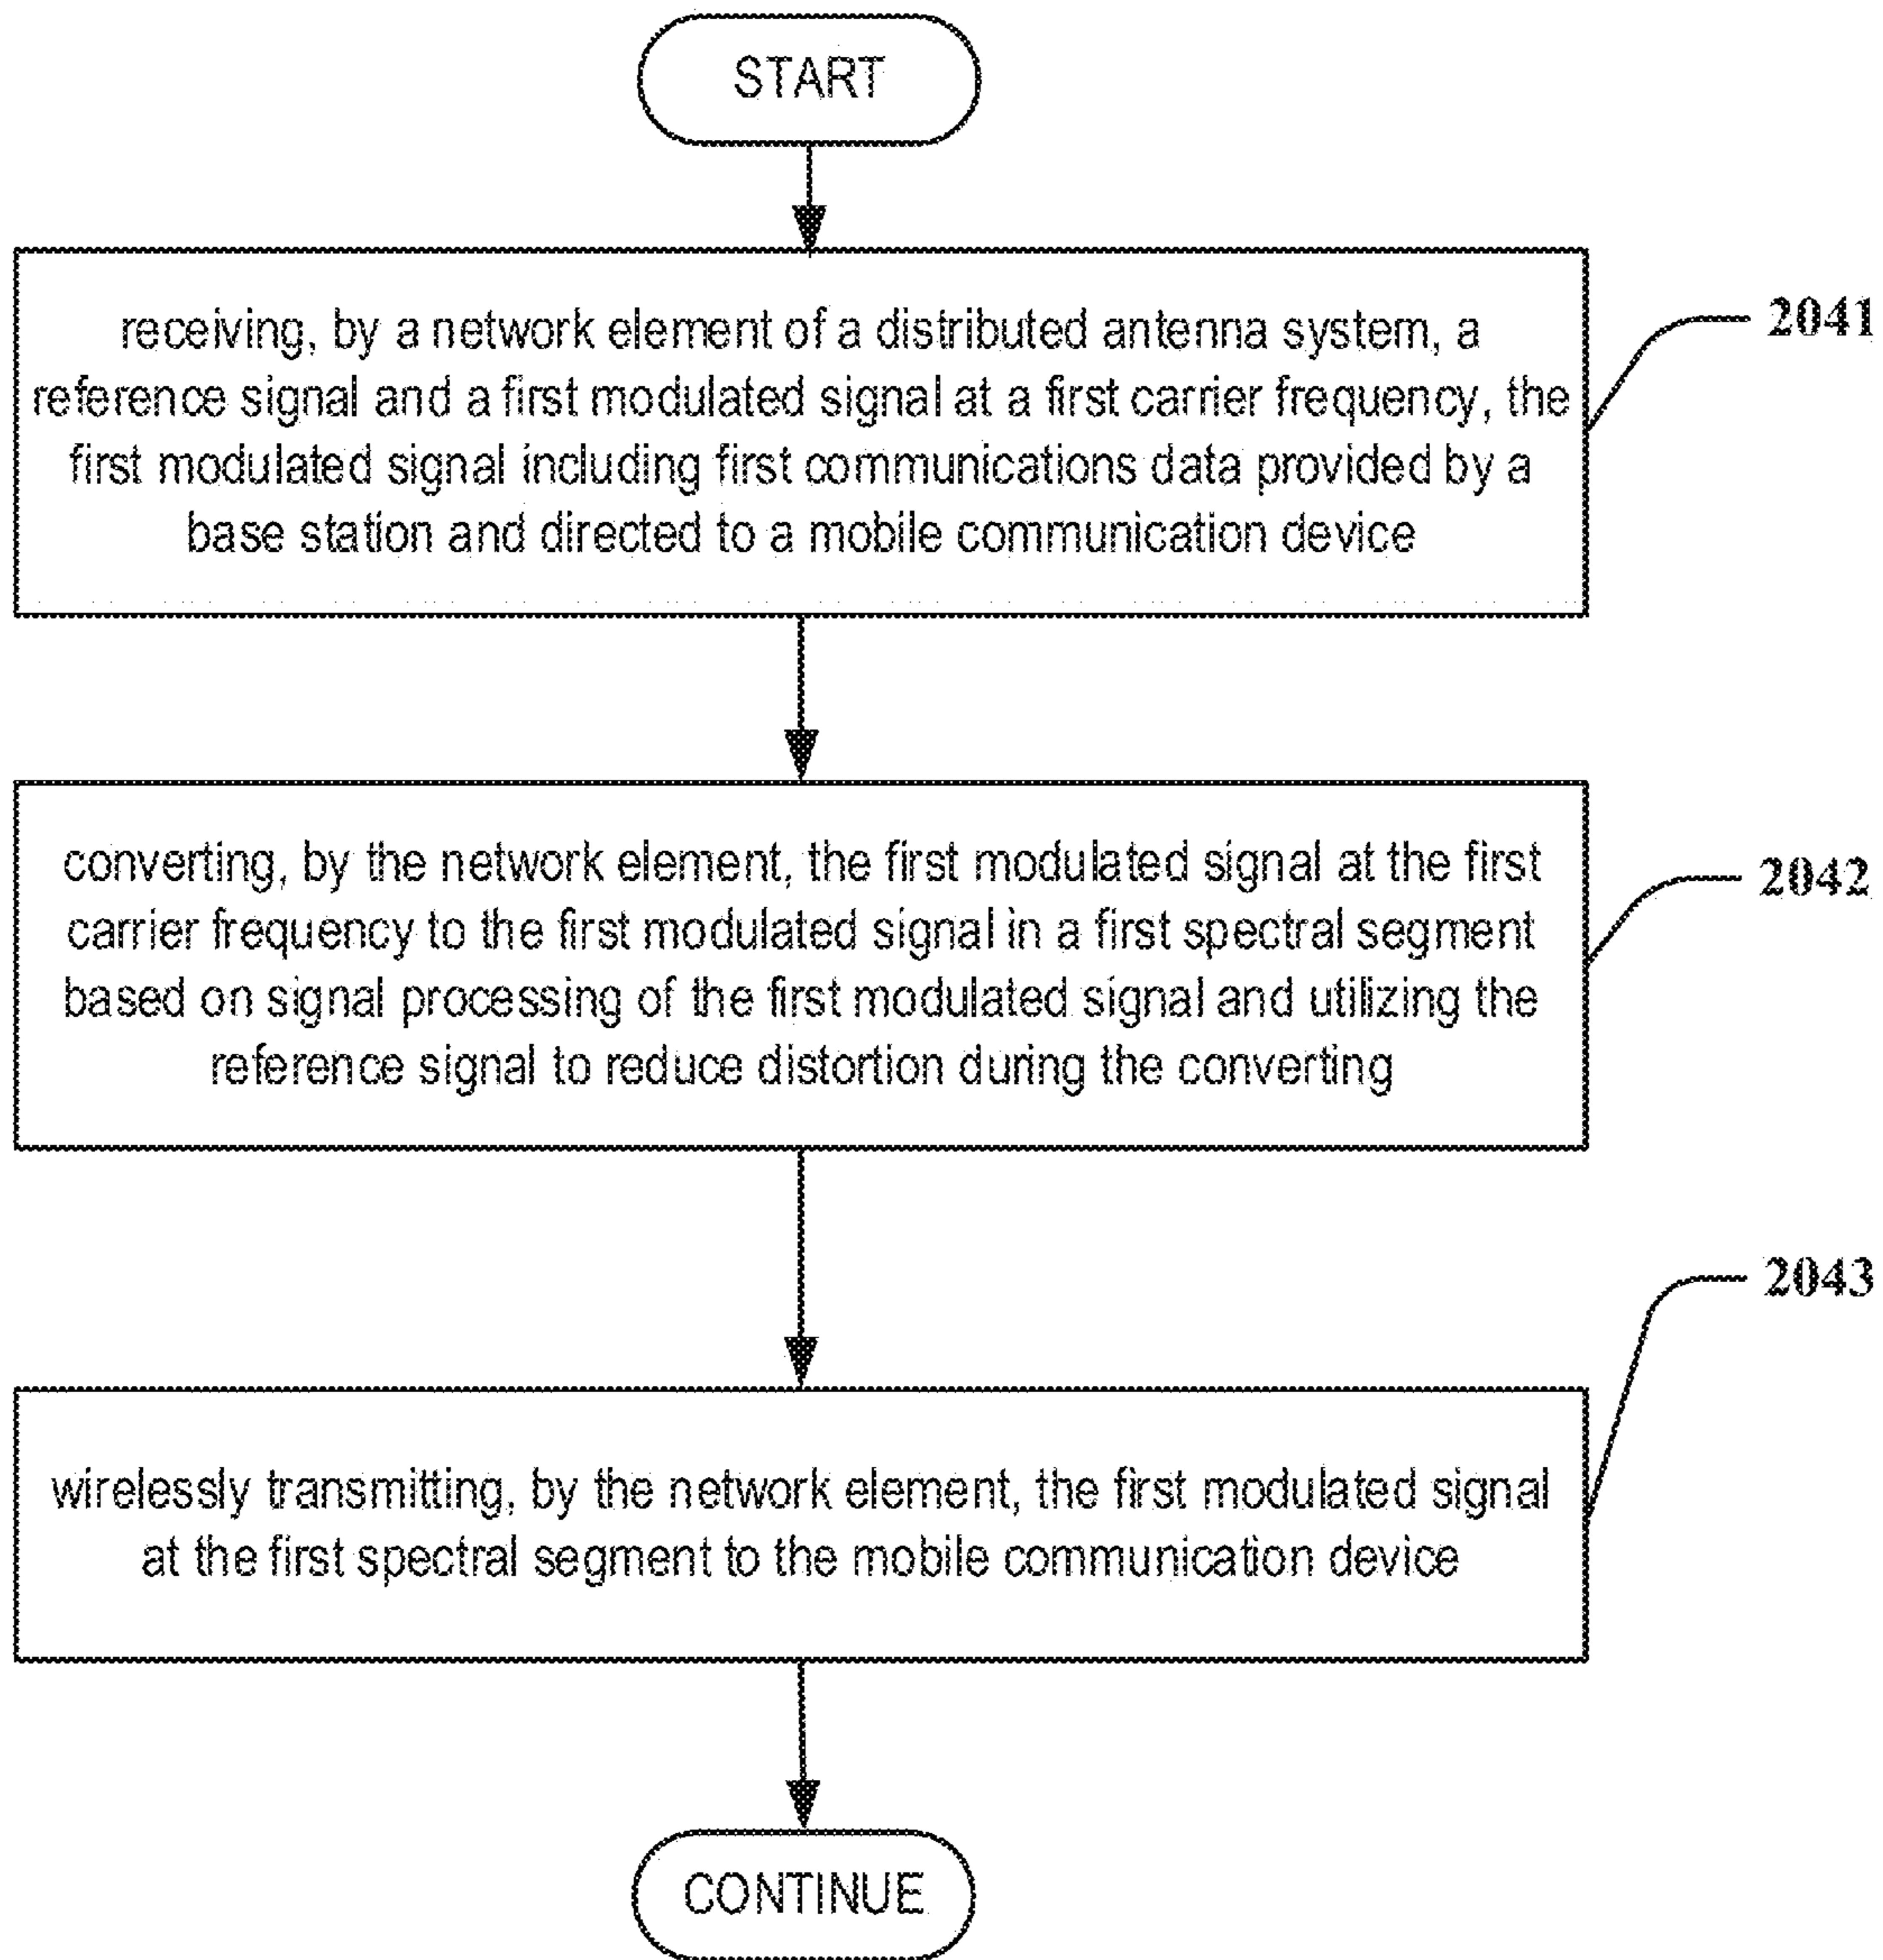 START
receiving, by a network element of a distributed antenna system, a
reference signal and a first modulated signal at a first carrier frequency, the
first modulated signal including first communications data provided by a
base station and directed to a mobile communication device
2041
converting, by the network element, the first modulated signal at the first
carrier frequency to the first modulated signal in a first spectral segment
based on signal processing of the first modulated signal and utilizing the
reference signal to reduce distortion during the converting
2042
wirelessly transmitting, by the network element, the first modulated signal
at the first spectral segment to the mobile communication device
2043
CONTINUE